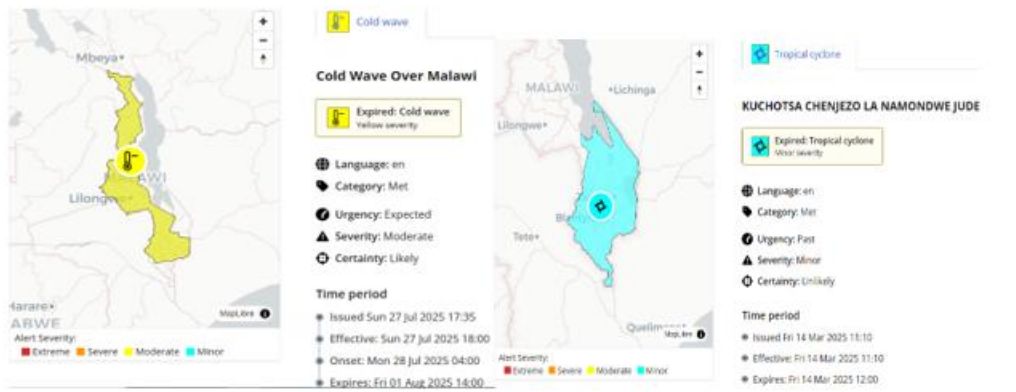 Mbeya
MALAWI
Lilongwe
Harare
ABWE
MapLibre
Alert Severity:
Extreme Severe Moderate Minor
Cold wave
Cold Wave Over Malawi
Expired: Cold wave
Yellow severity
Language: en
Category: Met
Urgency: Expected
Severity: Moderate
Certainty: Likely
Time period
Issued Sun 27 Jul 2025 17:35
Effective: Sun 27 Jul 2025 18:00
Onset: Mon 28 Jul 2025 04:00
Expires: Fri 01 Aug 2025 14:00
MALAWI
Lichinga
Lilongwe
Tete
MapLibre
Alert Severity:
Extreme Severe Moderate Minor
Tropical cyclone
KUCHOTSA CHENJEZO LA NAMONDWE JUDE
Expired: Tropical cyclone
Minor severity
Language: en
Category: Met
Urgency: Past
Severity: Minor
Certainty: Unlikely
Time period
Issued Fri 14 Mar 2025 11:10
Effective: Fri 14 Mar 2025 11:10
Expires: Fri 14 Mar 2025 12:00